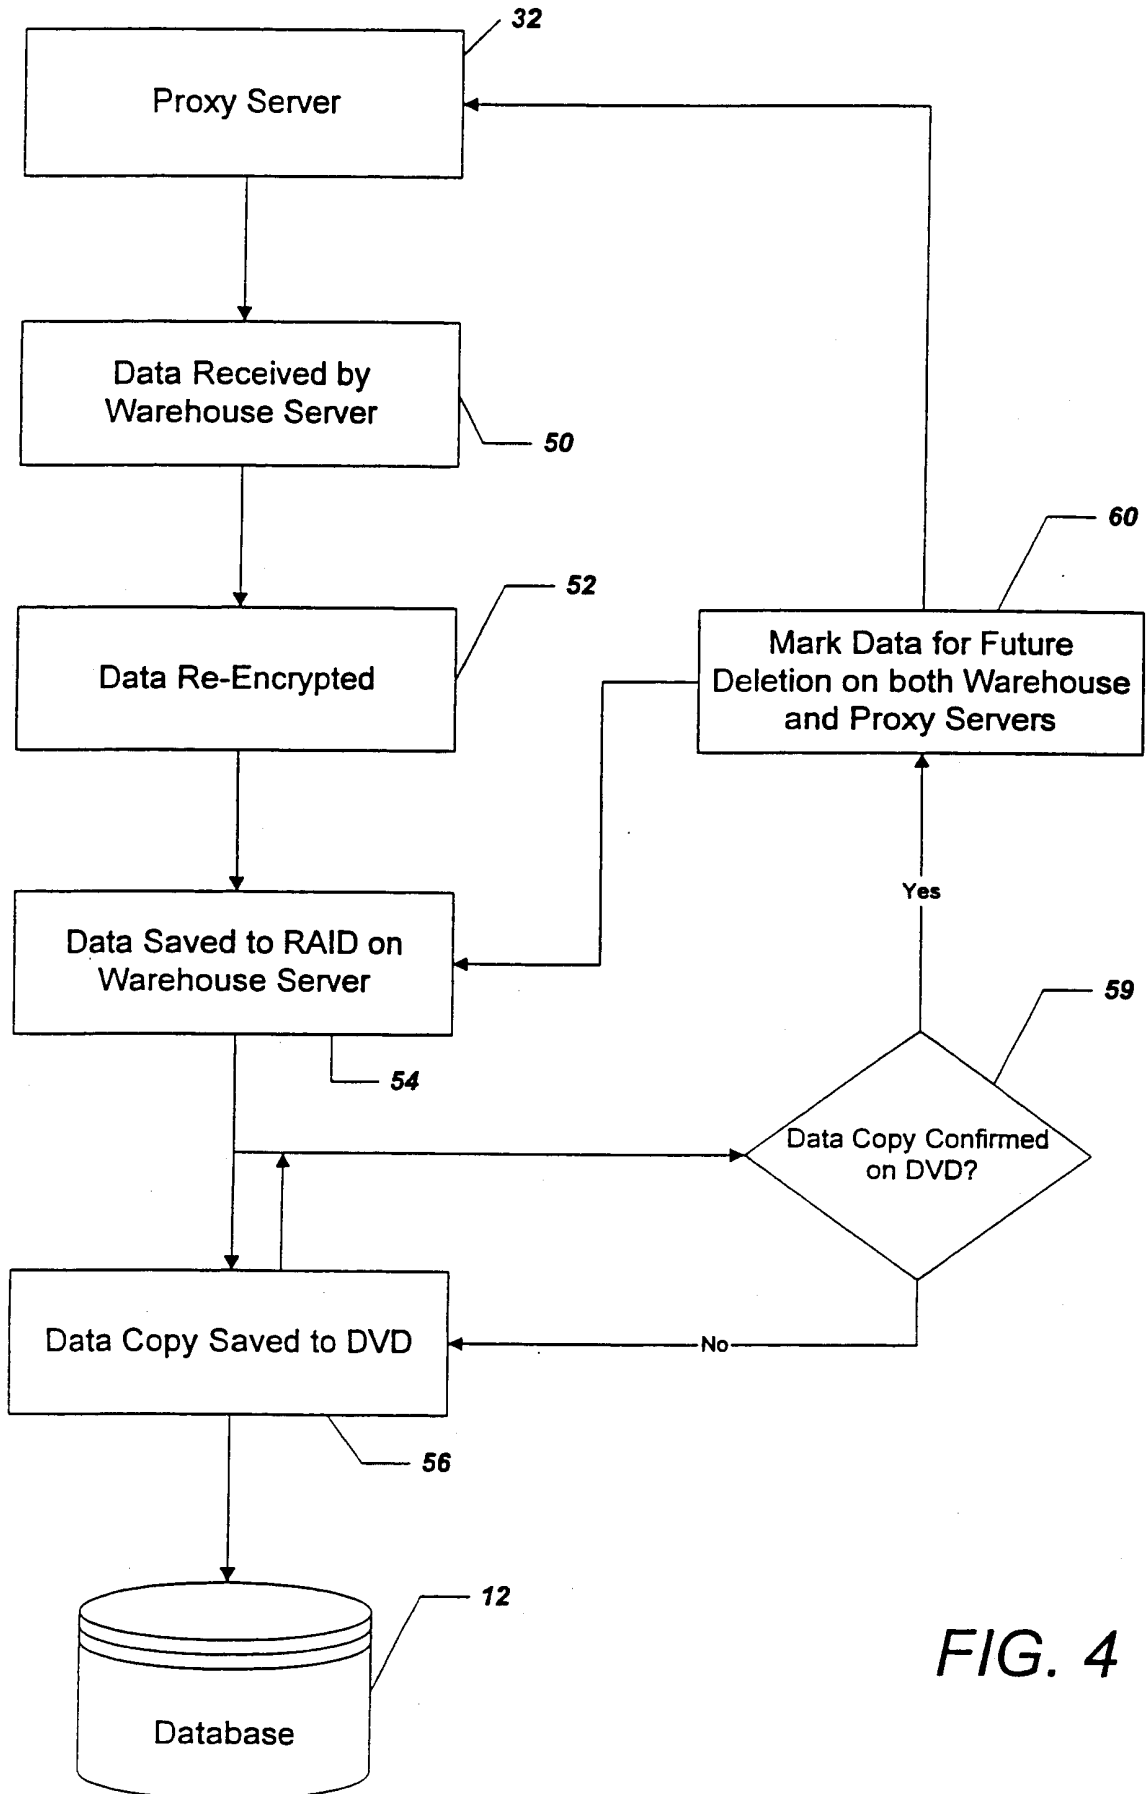 32
Proxy Server
Data Received by
Warehouse Server
50
60
52
Mark Data for Future
Deletion on both Warehouse
and Proxy Servers
Data Re-Encrypted
Yes
Data Saved to RAID on
Warehouse Server
59
54
Data Copy Confirmed
on DVD?
Data Copy Saved to DVD
No
56
12
FIG. 4
Database